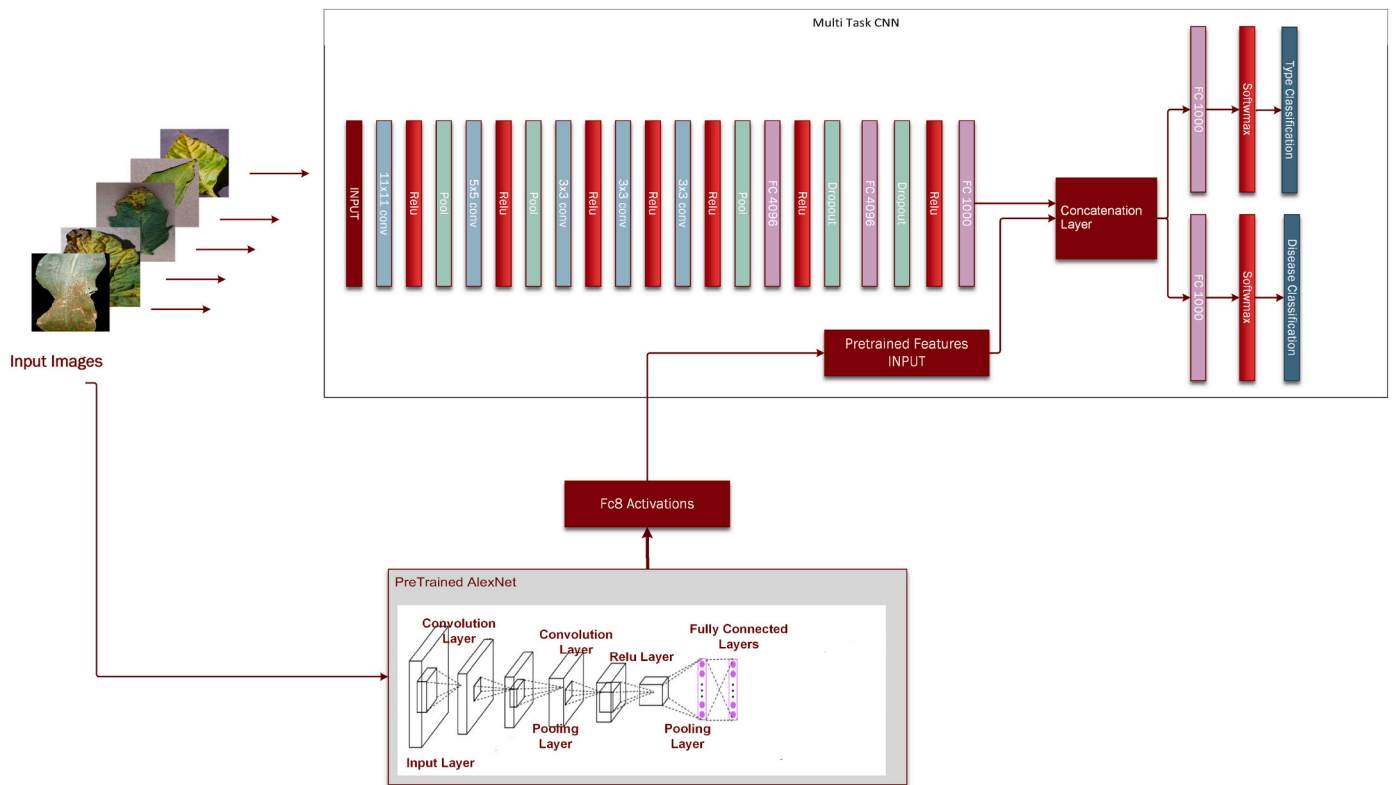 Multi Task CNN
INPUT
11x11 conv
Relu
Pool
5x5 conv
Relu
Pool
3x3 conv
Relu
3x3 conv
Relu
3x3 conv
Relu
Pool
FC 4096
Relu
Dropout
FC 4096
Dropout
Relu
FC 1000
Concatenation
Layer
FC 1000
Softwmax
Type Classification
FC 1000
Softwmax
Disease Classification
Input Images
Pretrained Features
INPUT
Fc8 Activations
PreTrained AlexNet
Convolution
Layer
Convolution
Layer
Relu Layer
Fully Connected
Layers
Pooling
Layer
Pooling
Layer
Input Layer